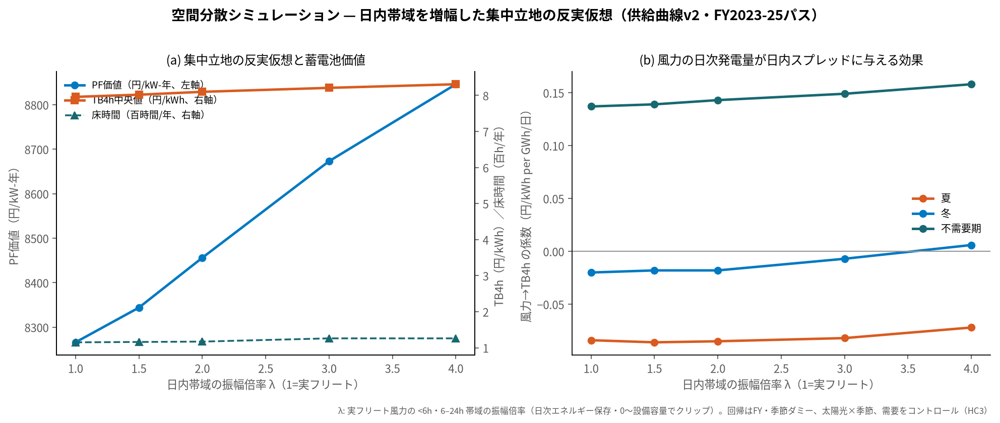 空間分散シミュレーション — 日内帯域を増幅した集中立地の反実仮想（供給曲線v2・FY2023-25パス）
(a) 集中立地の反実仮想と蓄電池価値
PF価値（円/kW-年、左軸）
TB4h中央値（円/kWh、右軸）
床時間（百時間/年、右軸）
PF価値（円/kW-年）
8800
8700
8600
8500
8400
8300
8
7
6
5
4
3
2
1
TB4h（円/kWh）／床時間（百h/年）
1.0
1.5
2.0
2.5
3.0
3.5
4.0
日内帯域の振幅倍率 λ（1=実フリート）
(b) 風力の日次発電量が日内スプレッドに与える効果
風力→TB4h の係数（円/kWh per GWh/日）
0.15
0.10
0.05
0.00
−0.05
夏
冬
不需要期
1.0
1.5
2.0
2.5
3.0
3.5
4.0
日内帯域の振幅倍率 λ（1=実フリート）
λ: 実フリート風力の <6h・6–24h 帯域の振幅倍率（日次エネルギー保存・0〜設備容量でクリップ）。回帰はFY・季節ダミー、太陽光×季節、需要をコントロール（HC3）